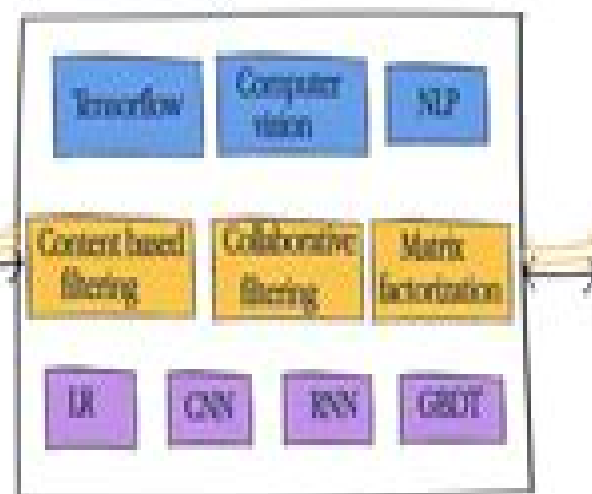 Tensorflow
Computer
vision
NLP
Content based
filtering
Collaborative
filtering
Matrix
factorization
LR
CNN
RNN
GBDT